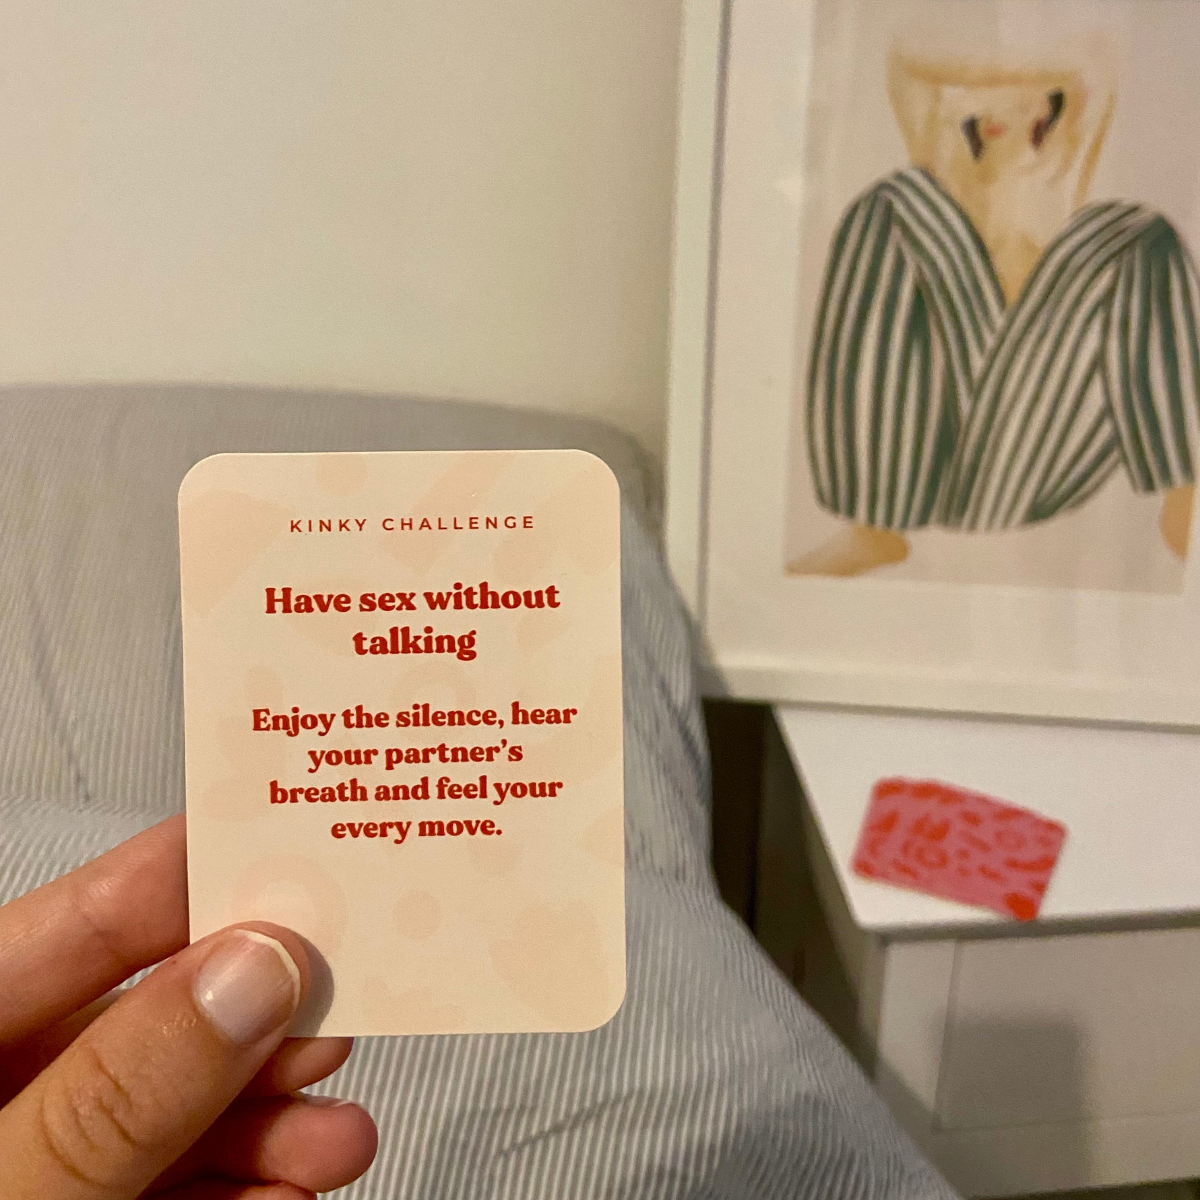 KINKY CHALLENGE
Have sex without
talking
Enjoy the silence, hear
your partner's
breath and feel your
every move.